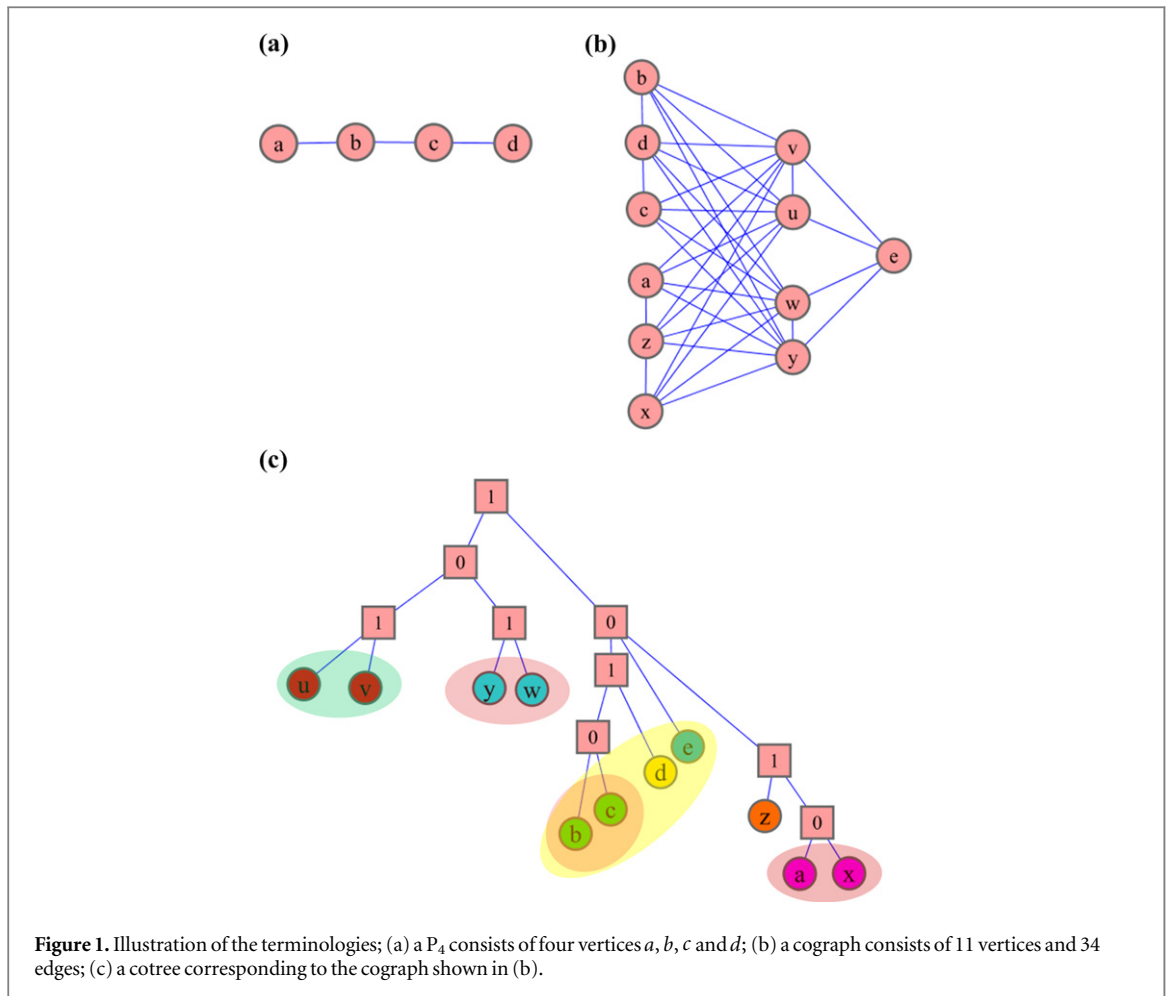 (a)
(b)
a b c d
b
d
c
a
z
x
v
u
w
y
e
(c)
1
0
1 1 0
1
u v y w
0
e
d
1
c
b
z 0
a x
Figure 1. Illustration of the terminologies; (a) a P₄ consists of four vertices a, b, c and d; (b) a cograph consists of 11 vertices and 34
edges; (c) a cotree corresponding to the cograph shown in (b).